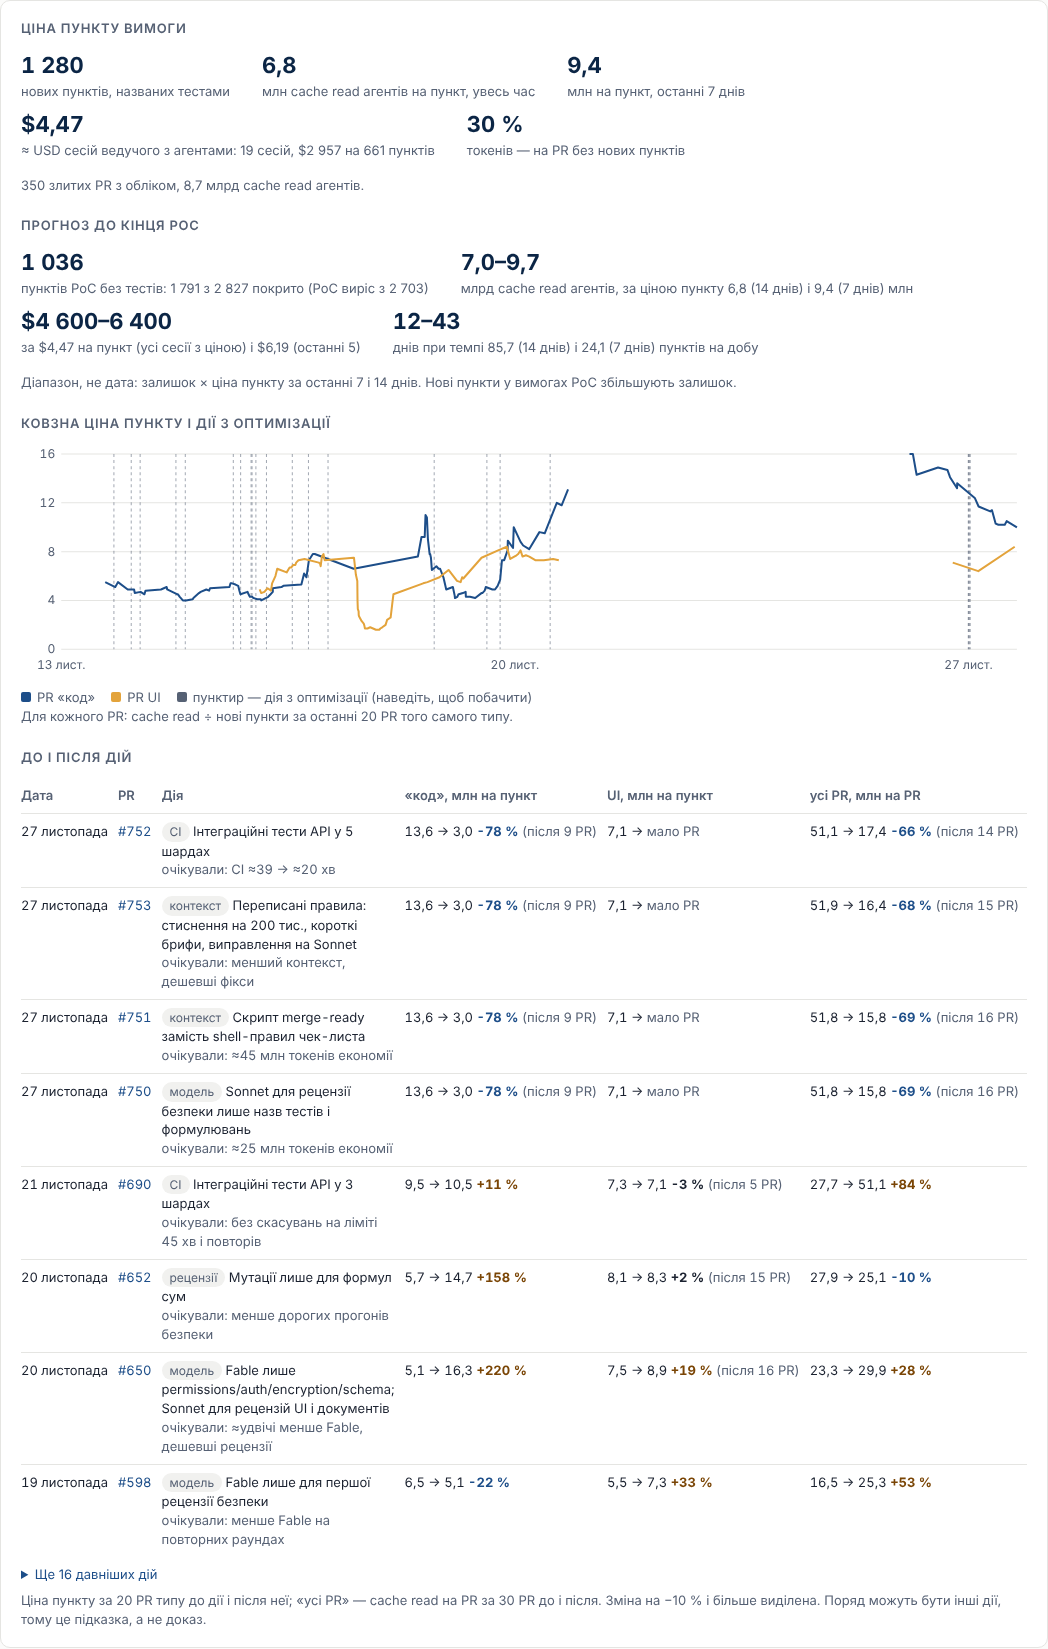 ЦІНА ПУНКТУ ВИМОГИ
1 280
нових пунктів, названих тестами
6,8
млн cache read агентів на пункт, увесь час
9,4
млн на пункт, останні 7 днів
$4,47
≈ USD сесій ведучого з агентами: 19 сесій, $2 957 на 661 пунктів
30 %
токенів — на PR без нових пунктів
350 злитих PR з обліком, 8,7 млрд cache read агентів.
ПРОГНОЗ ДО КІНЦЯ POC
1 036
пунктів PoC без тестів: 1 791 з 2 827 покрито (PoC виріс з 2 703)
7,0–9,7
млрд cache read агентів, за ціною пункту 6,8 (14 днів) і 9,4 (7 днів) млн
$4 600–6 400
за $4,47 на пункт (усі сесії з ціною) і $6,19 (останні 5)
12–43
днів при темпі 85,7 (14 днів) і 24,1 (7 днів) пунктів на добу
Діапазон, не дата: залишок × ціна пункту за останні 7 і 14 днів. Нові пункти у вимогах PoC збільшують залишок.
КОВЗНА ЦІНА ПУНКТУ І ДІЇ З ОПТИМІЗАЦІЇ
16
12
8
4
0
13 лист.
20 лист.
27 лист.
PR «код»
PR UI
пунктир — дія з оптимізації (наведіть, щоб побачити)
Для кожного PR: cache read ÷ нові пункти за останні 20 PR того самого типу.
ДО І ПІСЛЯ ДІЙ
Дата PR Дія «код», млн на пункт UI, млн на пункт усі PR, млн на PR
27 листопада #752 CI Інтеграційні тести API у 5 13,6 → 3,0 -78 % (після 9 PR) 7,1 → мало PR 51,1 → 17,4 -66 % (після 14 PR)
шардах
очікували: CI ≈39 → ≈20 хв
27 листопада #753 контекст Переписані правила: 13,6 → 3,0 -78 % (після 9 PR) 7,1 → мало PR 51,9 → 16,4 -68 % (після 15 PR)
стиснення на 200 тис., короткі
брифи, виправлення на Sonnet
очікували: менший контекст,
дешевші фікси
27 листопада #751 контекст Скрипт merge-ready 13,6 → 3,0 -78 % (після 9 PR) 7,1 → мало PR 51,8 → 15,8 -69 % (після 16 PR)
замість shell-правил чек-листа
очікували: ≈45 млн токенів економії
27 листопада #750 модель Sonnet для рецензії 13,6 → 3,0 -78 % (після 9 PR) 7,1 → мало PR 51,8 → 15,8 -69 % (після 16 PR)
безпеки лише назв тестів і
формулювань
очікували: ≈25 млн токенів економії
21 листопада #690 CI Інтеграційні тести API у 3 9,5 → 10,5 +11 % 7,3 → 7,1 -3 % (після 5 PR) 27,7 → 51,1 +84 %
шардах
очікували: без скасувань на ліміті
45 хв і повторів
20 листопада #652 рецензії Мутації лише для формул 5,7 → 14,7 +158 % 8,1 → 8,3 +2 % (після 15 PR) 27,9 → 25,1 -10 %
сум
очікували: менше дорогих прогонів
безпеки
20 листопада #650 модель Fable лише 5,1 → 16,3 +220 % 7,5 → 8,9 +19 % (після 16 PR) 23,3 → 29,9 +28 %
permissions/auth/encryption/schema;
Sonnet для рецензій UI і документів
очікували: ≈удвічі менше Fable,
дешевші рецензії
19 листопада #598 модель Fable лише для першої 6,5 → 5,1 -22 % 5,5 → 7,3 +33 % 16,5 → 25,3 +53 %
рецензії безпеки
очікували: менше Fable на
повторних раундах
▶ Ще 16 давніших дій
Ціна пункту за 20 PR типу до дії і після неї; «усі PR» — cache read на PR за 30 PR до і після. Зміна на −10 % і більше виділена. Поряд можуть бути інші дії,
тому це підказка, а не доказ.